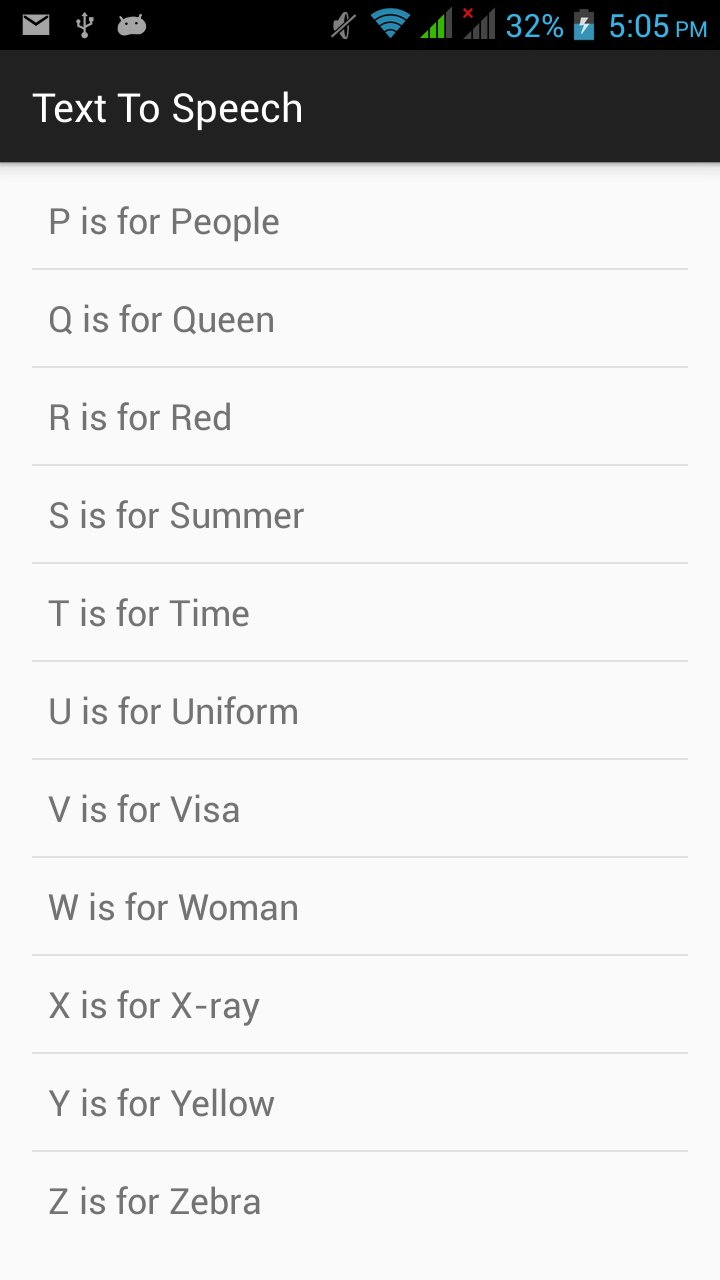 32% 5:05 PM
Text To Speech
P is for People
Q is for Queen
R is for Red
S is for Summer
T is for Time
U is for Uniform
V is for Visa
W is for Woman
X is for X-ray
Y is for Yellow
Z is for Zebra